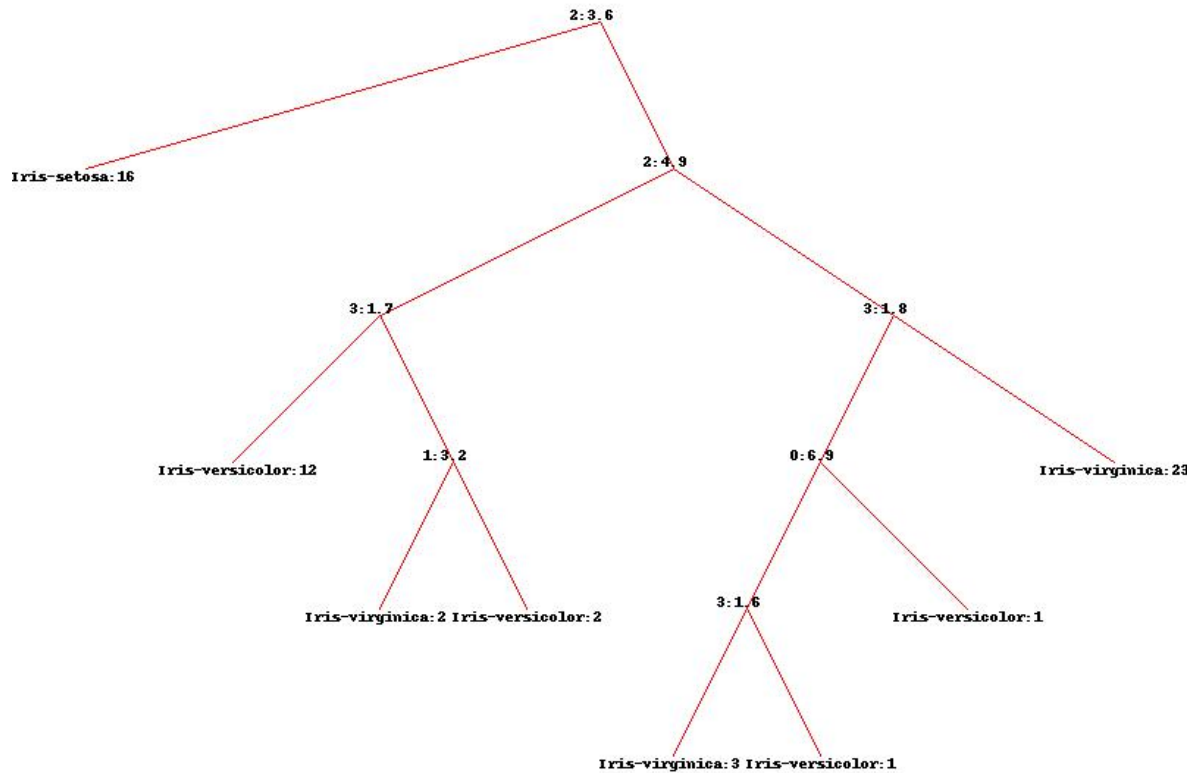 2:3.6
Iris-setosa:16
2:4.9
3:1.7
3:1.8
Iris-versicolor:12
1:3.2
0:6.9
Iris-virginica:23
Iris-virginica:2
Iris-versicolor:2
3:1.6
Iris-versicolor:1
Iris-virginica:3
Iris-versicolor:1